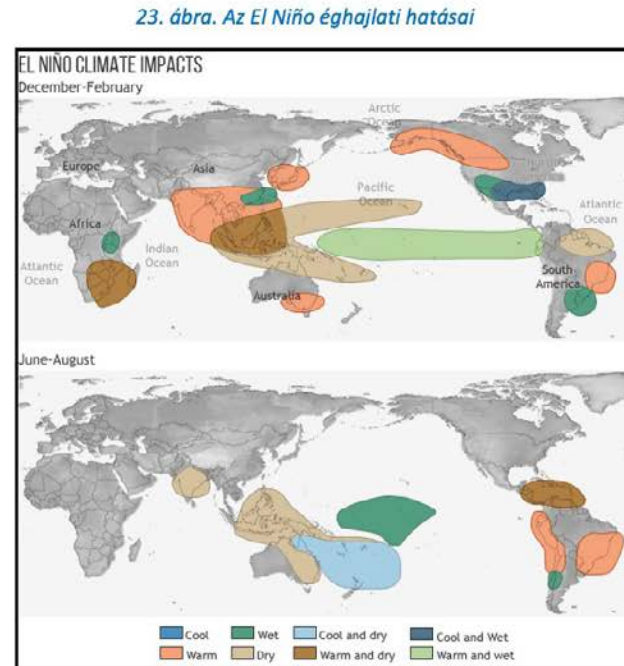 23. ábra. Az El Niño éghajlati hatásai
EL NIÑO CLIMATE IMPACTS
December-February
Arctic
Ocean
Europe
Asia
Pacific
Ocean
Atlantic
Ocean
Africa
Indian
Ocean
Atlantic
Ocean
South
America
Australia
June-August
Cool
Wet
Cool and dry
Cool and Wet
Warm
Dry
Warm and dry
Warm and wet